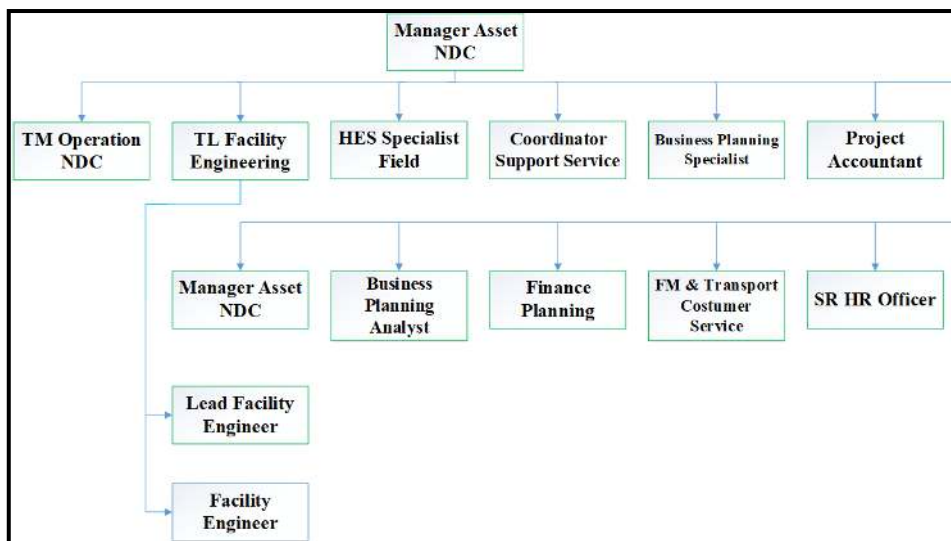 Manager Asset
NDC
TM Operation
NDC
TL Facility
Engineering
HES Specialist
Field
Coordinator
Support Service
Business Planning
Specialist
Project
Accountant
Manager Asset
NDC
Business
Planning
Analyst
Finance
Planning
FM & Transport
Costumer
Service
SR HR Officer
Lead Facility
Engineer
Facility
Engineer